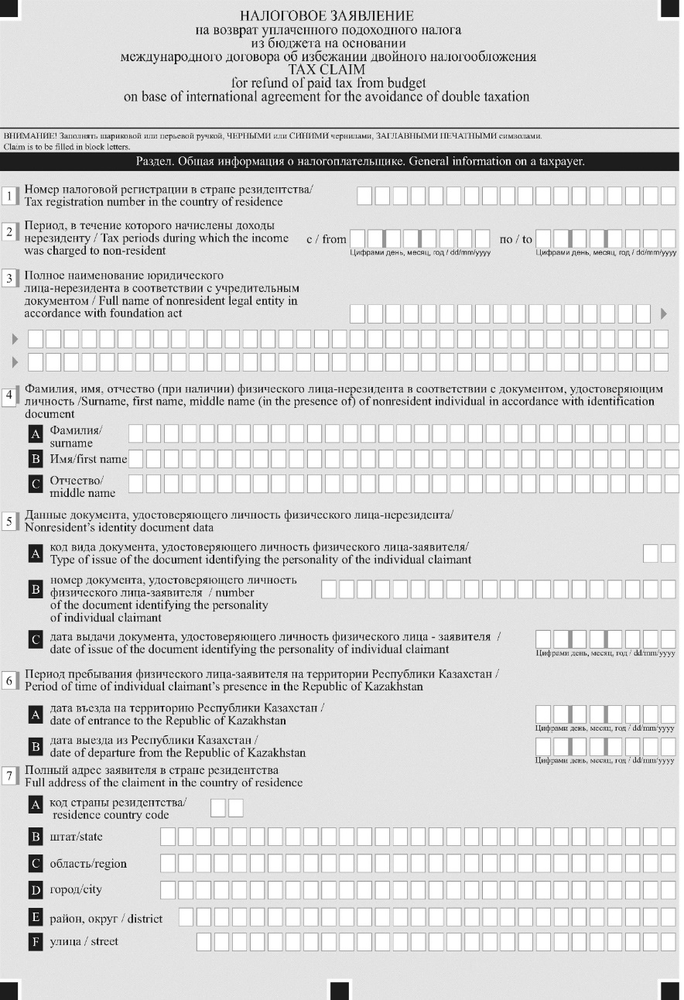 НАЛОГОВОЕ ЗАЯВЛЕНИЕ
на возврат уплаченного подоходного налога
из бюджета на основании
международного договора об избежании двойного налогообложения
TAX CLAIM
for refund of paid tax from budget
on base of international agreement for the avoidance of double taxation
ВНИМАНИЕ! Заполнять шариковой или перьевой ручкой, ЧЕРНЫМИ или СИНИМИ чернилами, ЗАГЛАВНЫМИ ПЕЧАТНЫМИ символами.
Claim is to be filled in block letters.
Раздел. Общая информация о налогоплательщике. General information on a taxpayer.
1 Номер налоговой регистрации в стране резидентства/
Tax registration number in the country of residence
2 Период, в течение которого начислены доходы
нерезиденту / Tax periods during which the income
was charged to non-resident
с / from
по / to
Цифрами день, месяц, год / dd/mm/yyyy
Цифрами день, месяц, год / dd/mm/yyyy
3 Полное наименование юридического
лица-нерезидента в соответствии с учредительным
документом / Full name of nonresident legal entity in
accordance with foundation act
4 Фамилия, имя, отчество (при наличии) физического лица-нерезидента в соответствии с документом, удостоверяющим
личность /Surname, first name, middle name (in the presence of) of nonresident individual in accordance with identification
document
A Фамилия/
surname
B Имя/first name
C Отчество/
middle name
5 Данные документа, удостоверяющего личность физического лица-нерезидента/
Nonresident's identity document data
A код вида документа, удостоверяющего личность физического лица-заявителя/
Type of issue of the document identifying the personality of the individual claimant
B номер документа, удостоверяющего личность
физического лица-заявителя / number
of the document identifying the personality
of individual claimant
C дата выдачи документа, удостоверяющего личность физического лица - заявителя /
date of issue of the document identifying the personality of individual claimant
Цифрами день, месяц, год / dd/mm/yyyy
6 Период пребывания физического лица-заявителя на территории Республики Казахстан /
Period of time of individual claimant's presence in the Republic of Kazakhstan
A дата въезда на территорию Республики Казахстан /
date of entrance to the Republic of Kazakhstan
Цифрами день, месяц, год / dd/mm/yyyy
B дата выезда из Республики Казахстан /
date of departure from the Republic of Kazakhstan
Цифрами день, месяц, год / dd/mm/yyyy
7 Полный адрес заявителя в стране резидентства
Full address of the claiment in the country of residence
A код страны резидентства/
residence country code
B штат/state
C область/region
D город/city
E район, округ / district
F улица / street